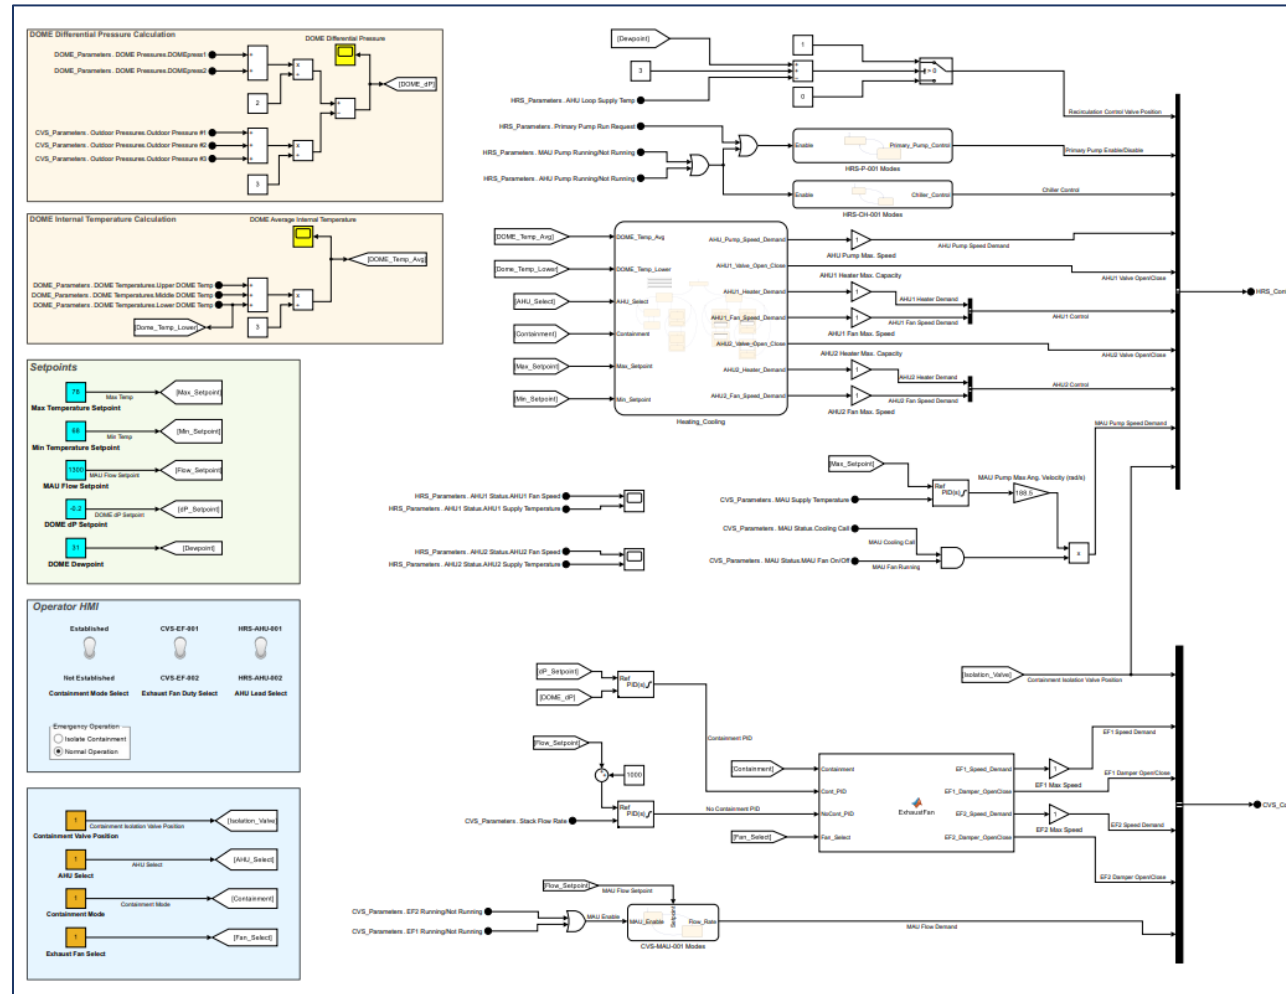 DOME Differential Pressure Calculation
DOME Differential Pressure
DOME_Parameters . DOME Pressures.DOMEpress1
DOME_Parameters . DOME Pressures.DOMEpress2
[DOME_dP]
2
CVS_Parameters . Outdoor Pressures.Outdoor Pressure #1
CVS_Parameters . Outdoor Pressures.Outdoor Pressure #2
CVS_Parameters . Outdoor Pressures.Outdoor Pressure #3
3
DOME Internal Temperature Calculation
DOME Average Internal Temperature
[DOME_Temp_Avg]
DOME_Parameters . DOME Temperatures.Upper DOME Temp
DOME_Parameters . DOME Temperatures.Middle DOME Temp
DOME_Parameters . DOME Temperatures.Lower DOME Temp
[Dome_Temp_Lower]
3
Setpoints
78
Max Temp
[Max_Setpoint]
Max Temperature Setpoint
Min Temp
[Min_Setpoint]
Min Temperature Setpoint
1300
MAU Flow Setpoint
[Flow_Setpoint]
MAU Flow Setpoint
-0.2
DOME dP Setpoint
[dP_Setpoint]
DOME dP Setpoint
31
[Dewpoint]
DOME Dewpoint
Operator HMI
Established
CVS-EF-001
HRS-AHU-001
Not Established
CVS-EF-002
HRS-AHU-002
Containment Mode Select
Exhaust Fan Duty Select
AHU Lead Select
Emergency Operation
Isolate Containment
Normal Operation
1
Containment Isolation Valve Position
[Isolation_Valve]
Containment Valve Position
1
AHU Select
[AHU_Select]
AHU Select
1
Containment Mode
[Containment]
Containment Mode
1
[Fan_Select]
Exhaust Fan Select
[Dewpoint]
1
3
0
HRS_Parameters . AHU Loop Supply Temp
Recirculation Control Valve Position
HRS_Parameters . Primary Pump Run Request
HRS_Parameters . MAU Pump Running/Not Running
HRS_Parameters . AHU Pump Running/Not Running
Enable
Primary_Pump_Control
Primary Pump Enable/Disable
HRS-P-001 Modes
Enable
Chiller_Control
Chiller Control
HRS-CH-001 Modes
[DOME_Temp_Avg]
[Dome_Temp_Lower]
[AHU_Select]
[Containment]
[Max_Setpoint]
[Min_Setpoint]
DOME_Temp_Avg
DOME_Temp_Lower
AHU_Select
Containment
Max_Setpoint
Min_Setpoint
AHU_Pump_Speed_Demand
AHU1_Valve_Open_Close
AHU1_Heater_Demand
AHU1_Fan_Speed_Demand
AHU2_Valve_Open_Close
AHU2_Heater_Demand
AHU2_Fan_Speed_Demand
Heating_Cooling
1
AHU Pump Speed Demand
AHU Pump Max. Speed
AHU1 Valve Open/Close
AHU1 Heater Max. Capacity
1
AHU1 Heater Demand
1
AHU1 Fan Speed Demand
AHU1 Control
AHU1 Fan Max. Speed
AHU2 Valve Open/Close
AHU2 Heater Max. Capacity
1
AHU2 Heater Demand
1
AHU2 Fan Speed Demand
AHU2 Control
AHU2 Fan Max. Speed
HRS_Con
MAU Pump Speed Demand
HRS_Parameters . AHU1 Status.AHU1 Fan Speed
HRS_Parameters . AHU1 Status.AHU1 Supply Temperature
HRS_Parameters . AHU2 Status.AHU2 Fan Speed
HRS_Parameters . AHU2 Status.AHU2 Supply Temperature
[Max_Setpoint]
CVS_Parameters . MAU Supply Temperature
Ref
PID(s)
MAU Pump Max Ang. Velocity (rad/s)
188.5
CVS_Parameters . MAU Status.Cooling Call
MAU Cooling Call
CVS_Parameters . MAU Status.MAU Fan On/Off
MAU Fan Running
[dP_Setpoint]
[DOME_dP]
Ref
PID(s)
Containment PID
[Flow_Setpoint]
1000
Ref
PID(s)
No Containment PID
CVS_Parameters . Stack Flow Rate
[Isolation_Valve]
Containment Isolation Valve Position
[Containment]
[Fan_Select]
Containment
Cont_PID
NoCont_PID
Fan_Select
ExhaustFan
EF1_Speed_Demand
EF1_Damper_OpenClose
EF2_Speed_Demand
EF2_Damper_OpenClose
1
EF1 Speed Demand
EF1 Max Speed
EF1 Damper Open/Close
1
EF2 Speed Demand
EF2 Max Speed
EF2 Damper Open/Close
CVS_Co
[Flow_Setpoint]
MAU Flow Setpoint
CVS_Parameters . EF2 Running/Not Running
CVS_Parameters . EF1 Running/Not Running
MAU Enable
MAU_Enable
Setpoint
Flow_Rate
MAU Flow Demand
CVS-MAU-001 Modes